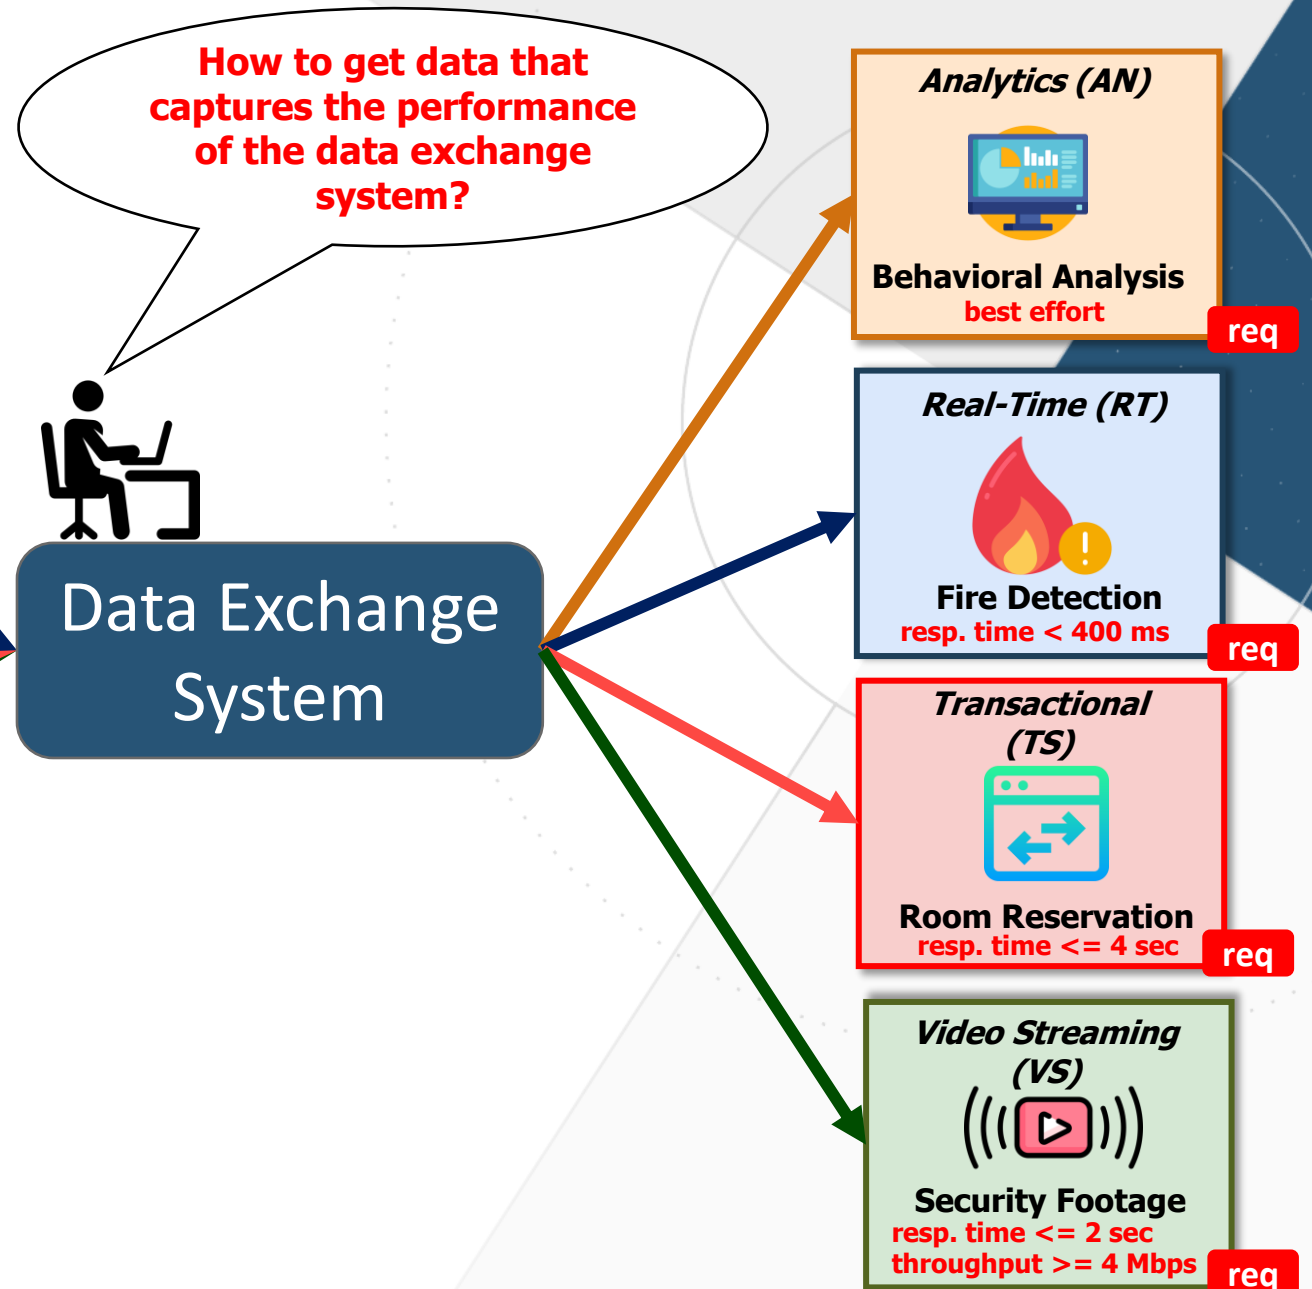 How to get data that
captures the performance
of the data exchange
system?
Data Exchange
System
Analytics (AN)
Behavioral Analysis
best effort
req
Real-Time (RT)
Fire Detection
resp. time < 400 ms
req
Transactional
(TS)
Room Reservation
resp. time <= 4 sec
req
Video Streaming
(VS)
Security Footage
resp. time <= 2 sec
throughput >= 4 Mbps
req